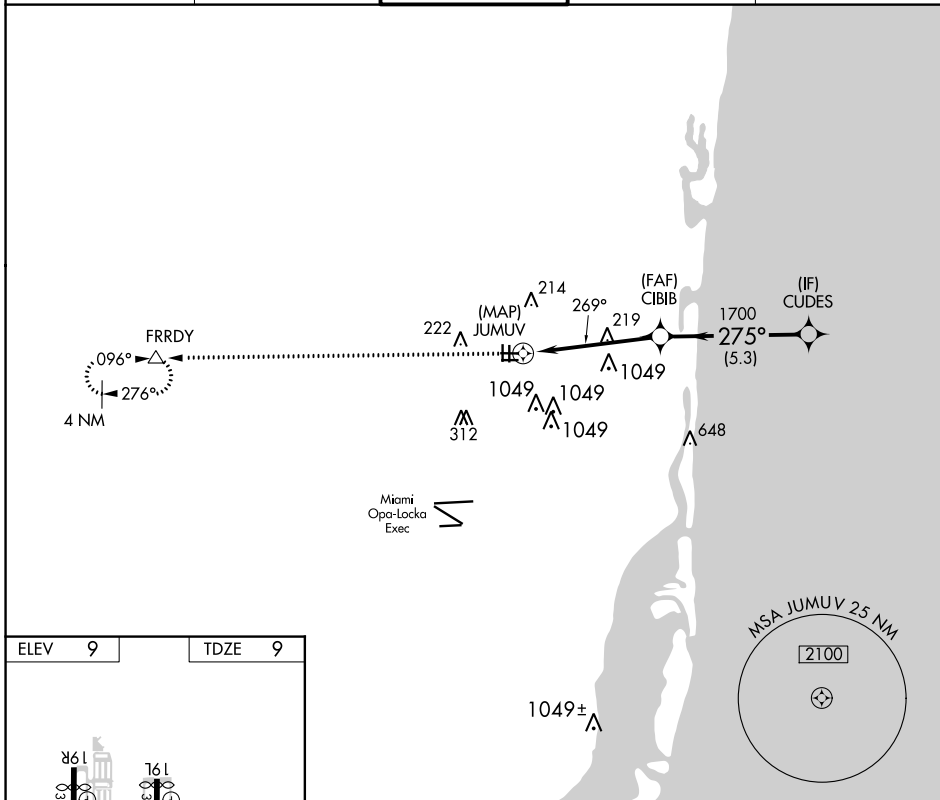 (IF)
CUDES
(FAF)
CIBIB
214
269°
(MAP)
JUMUV
219
1700
275°
(5.3)
222
FRRDY
096°
276°
4 NM
1049
1049
1049
1049
312
648
Miami
Opa-Locka
Exec
MSA JUMUV 25 NM
2100
ELEV 9
TDZE 9
1049±
19R
19L
3
3